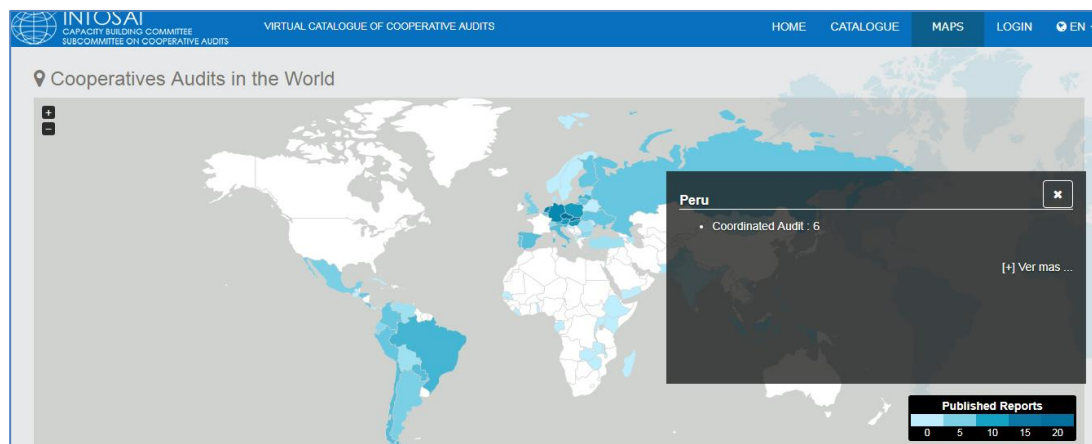 INTOSAI
CAPACITY BUILDING COMMITTEE
SUBCOMMITTEE ON COOPERATIVE AUDITS
VIRTUAL CATALOGUE OF COOPERATIVE AUDITS
HOME CATALOGUE MAPS LOGIN EN
Cooperatives Audits in the World
+
−
Peru
Coordinated Audit : 6
[+] Ver mas ...
Published Reports
0 5 10 15 20